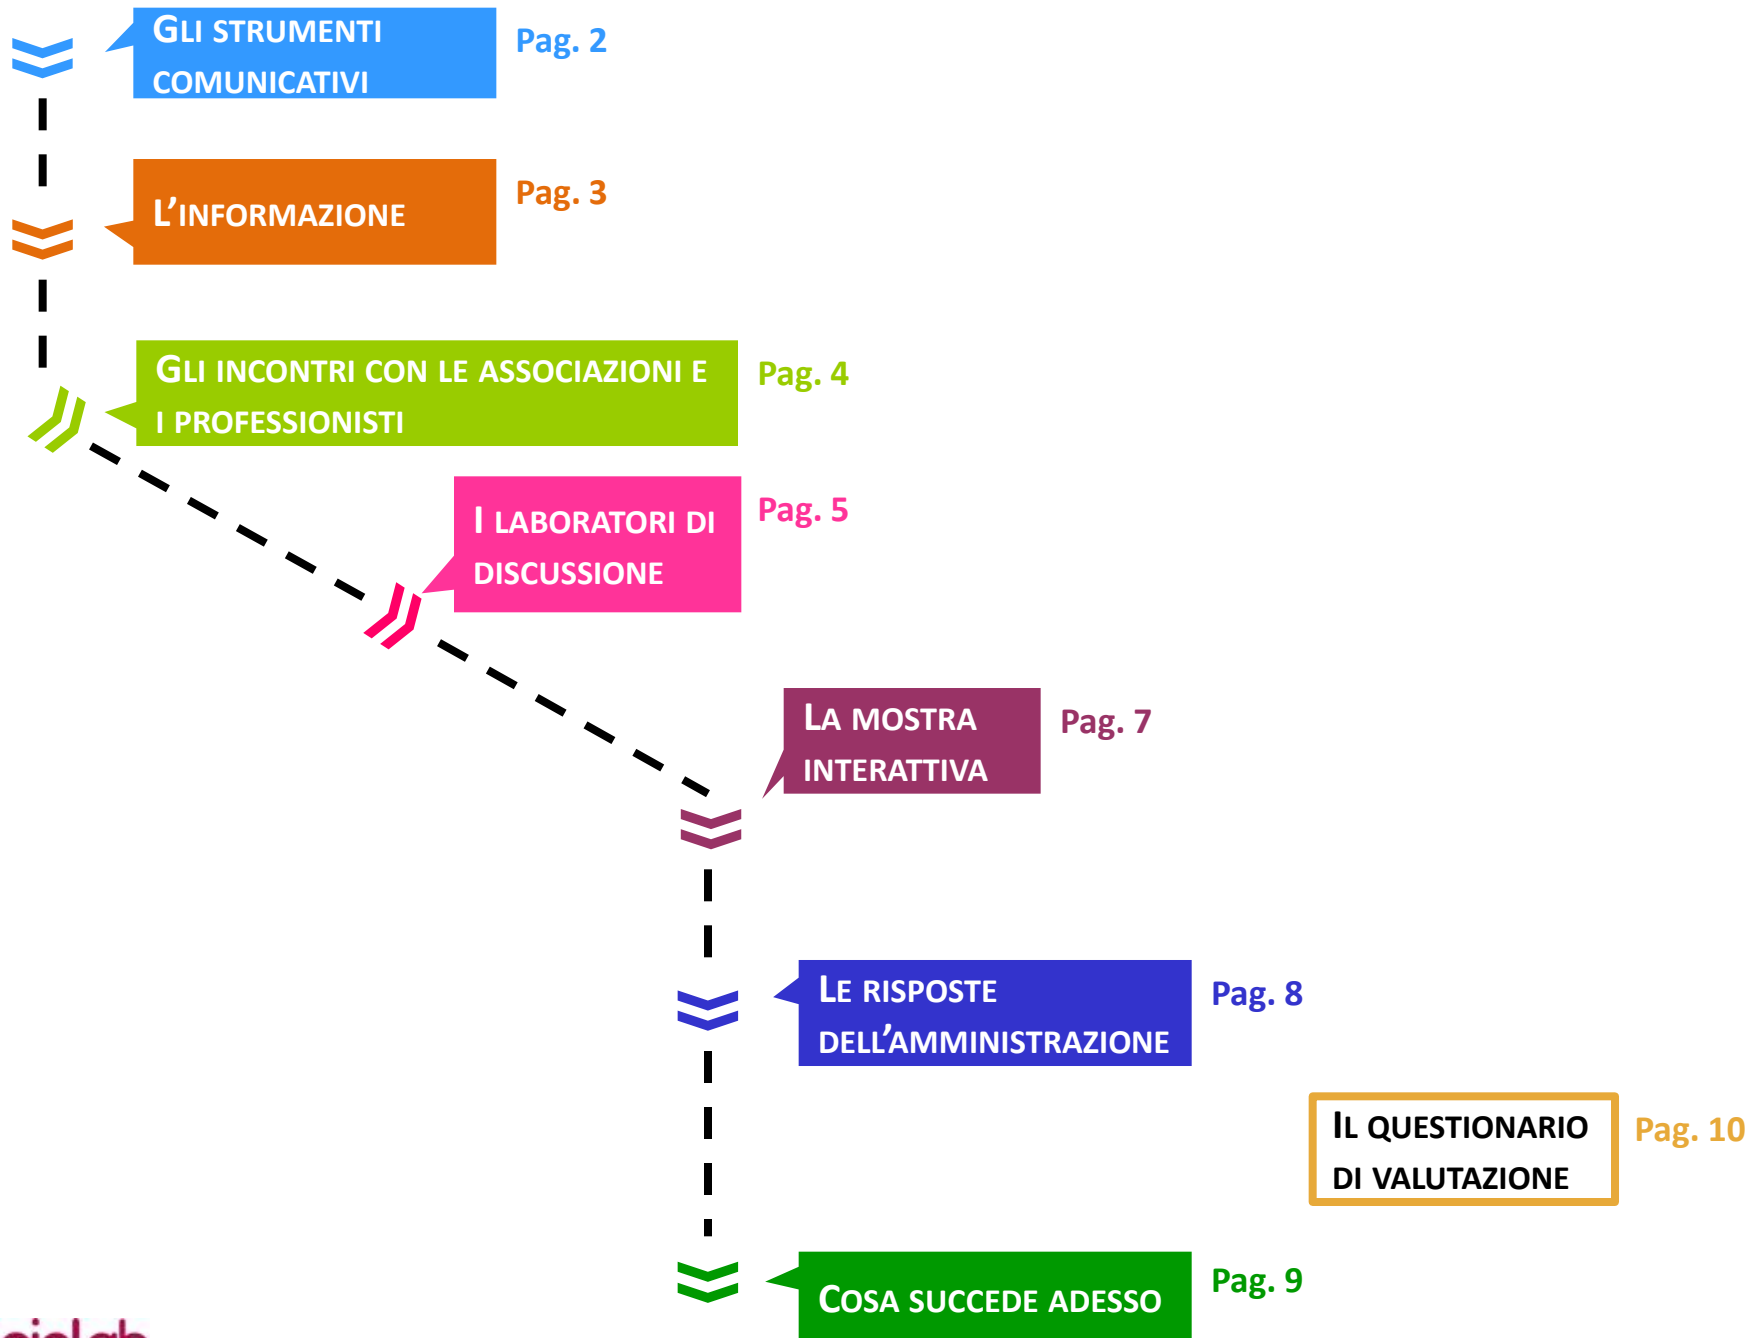 GLI STRUMENTI
COMUNICATIVI
Pag. 2
L'INFORMAZIONE
Pag. 3
GLI INCONTRI CON LE ASSOCIAZIONI E
I PROFESSIONISTI
Pag. 4
I LABORATORI DI
DISCUSSIONE
Pag. 5
LA MOSTRA
INTERATTIVA
Pag. 7
LE RISPOSTE
DELL'AMMINISTRAZIONE
Pag. 8
IL QUESTIONARIO
DI VALUTAZIONE
Pag. 10
COSA SUCCEDE ADESSO
Pag. 9